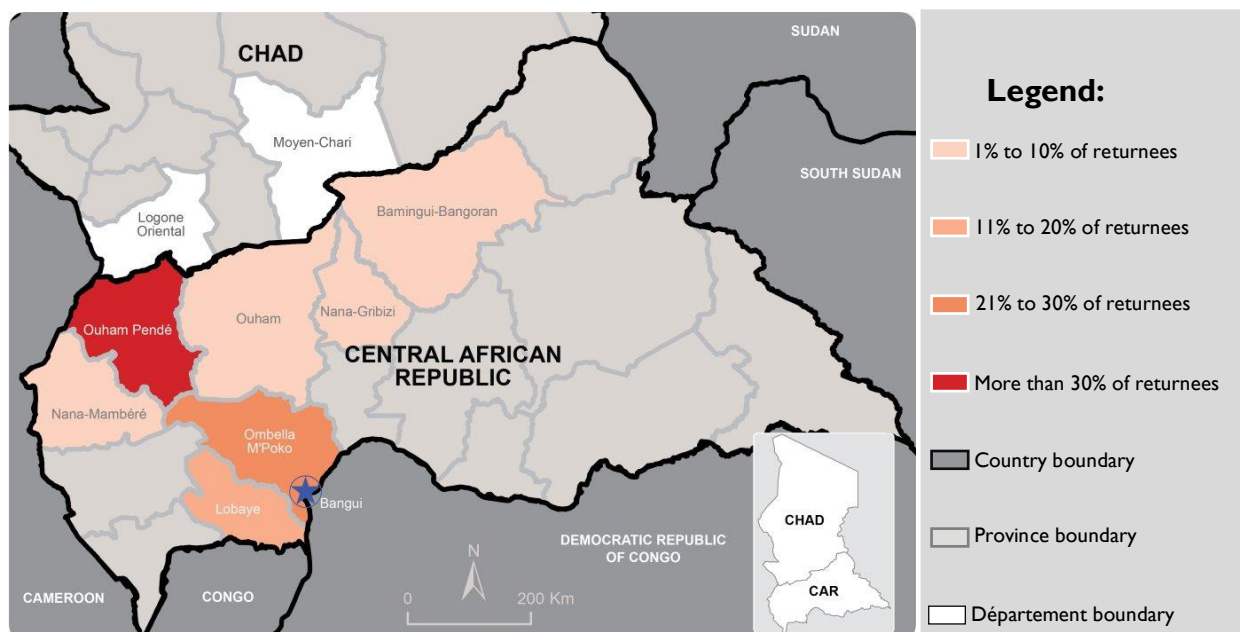 SUDAN
CHAD
Legend:
Moyen-Chari
1% to 10% of returnees
SOUTH SUDAN
Bamingui-Bangoran
Logone
Oriental
11% to 20% of returnees
Ouham
Nana-Gribizi
21% to 30% of returnees
Ouham Pendé
CENTRAL AFRICAN
REPUBLIC
More than 30% of returnees
Nana-Mambéré
Ombella
M'Poko
Country boundary
Bangui
Lobaye
CHAD
DEMOCRATIC REPUBLIC
OF CONGO
Province boundary
N
CAR
CAMEROON
CONGO
0
200 Km
Département boundary